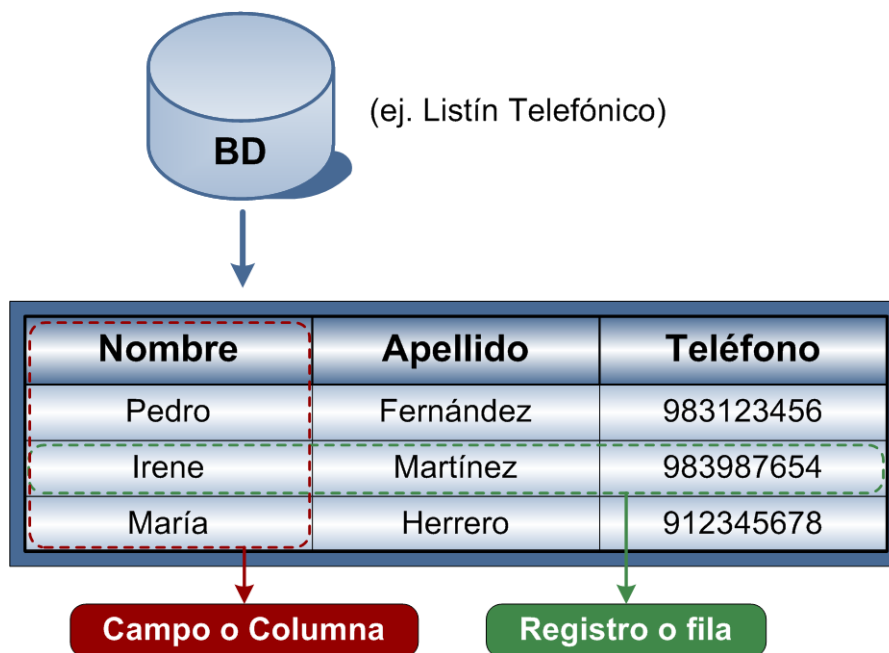 (ej. Listín Telefónico)
BD
Nombre Apellido Teléfono
Pedro Fernández 983123456
Irene Martínez 983987654
María Herrero 912345678
Campo o Columna Registro o fila